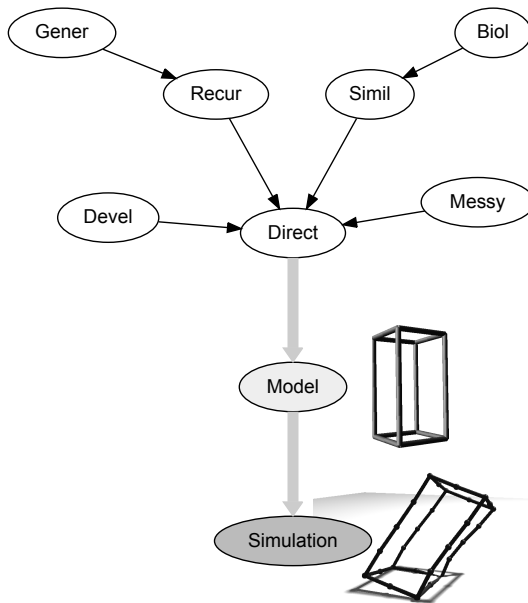 Gener
Biol
Recur
Simil
Devel
Messy
Direct
Model
Simulation